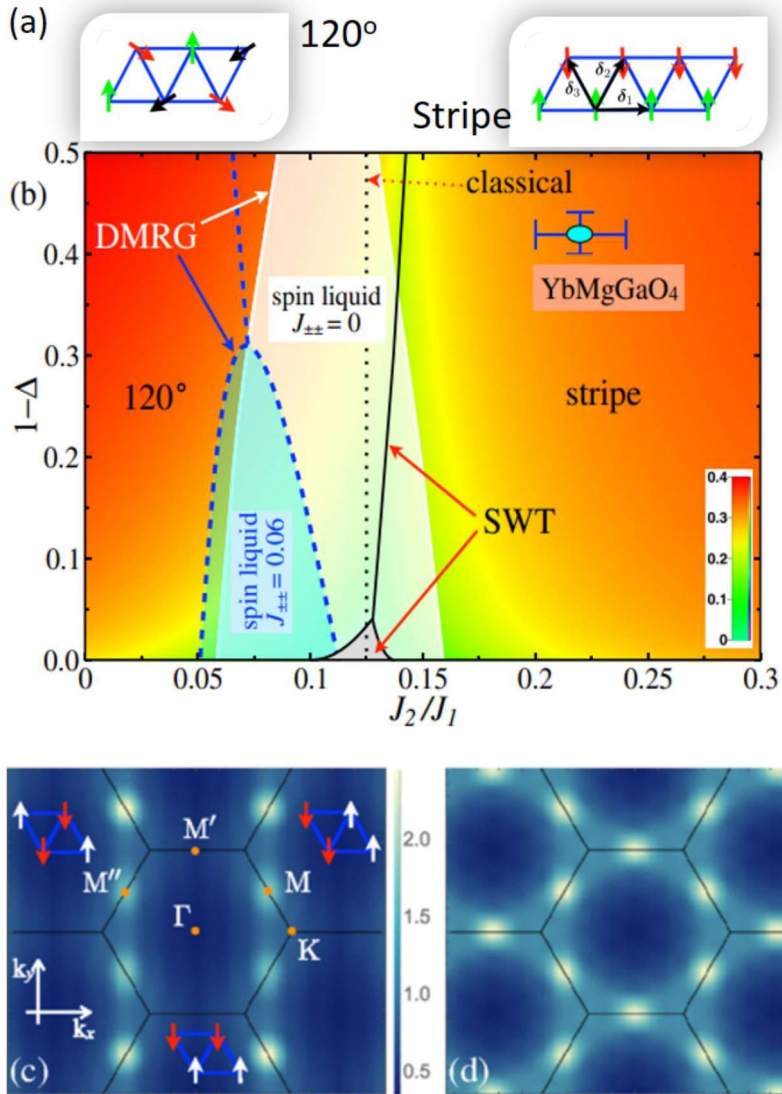 (a)
120°
Stripe
δ₃ δ₂ δ₁
(b)
0.5
0.4
0.3
0.2
0.1
0.0
1−Δ
DMRG
classical
spin liquid
J±± = 0
YbMgGaO₄
120°
stripe
SWT
spin liquid
J±± = 0.06
0.4
0.3
0.2
0.1
0
0 0.05 0.1 0.15 0.2 0.25 0.3
J₂/J₁
M′
M″
M
Γ
K
k_y
k_x
(c)
2.0
1.5
1.0
0.5
(d)